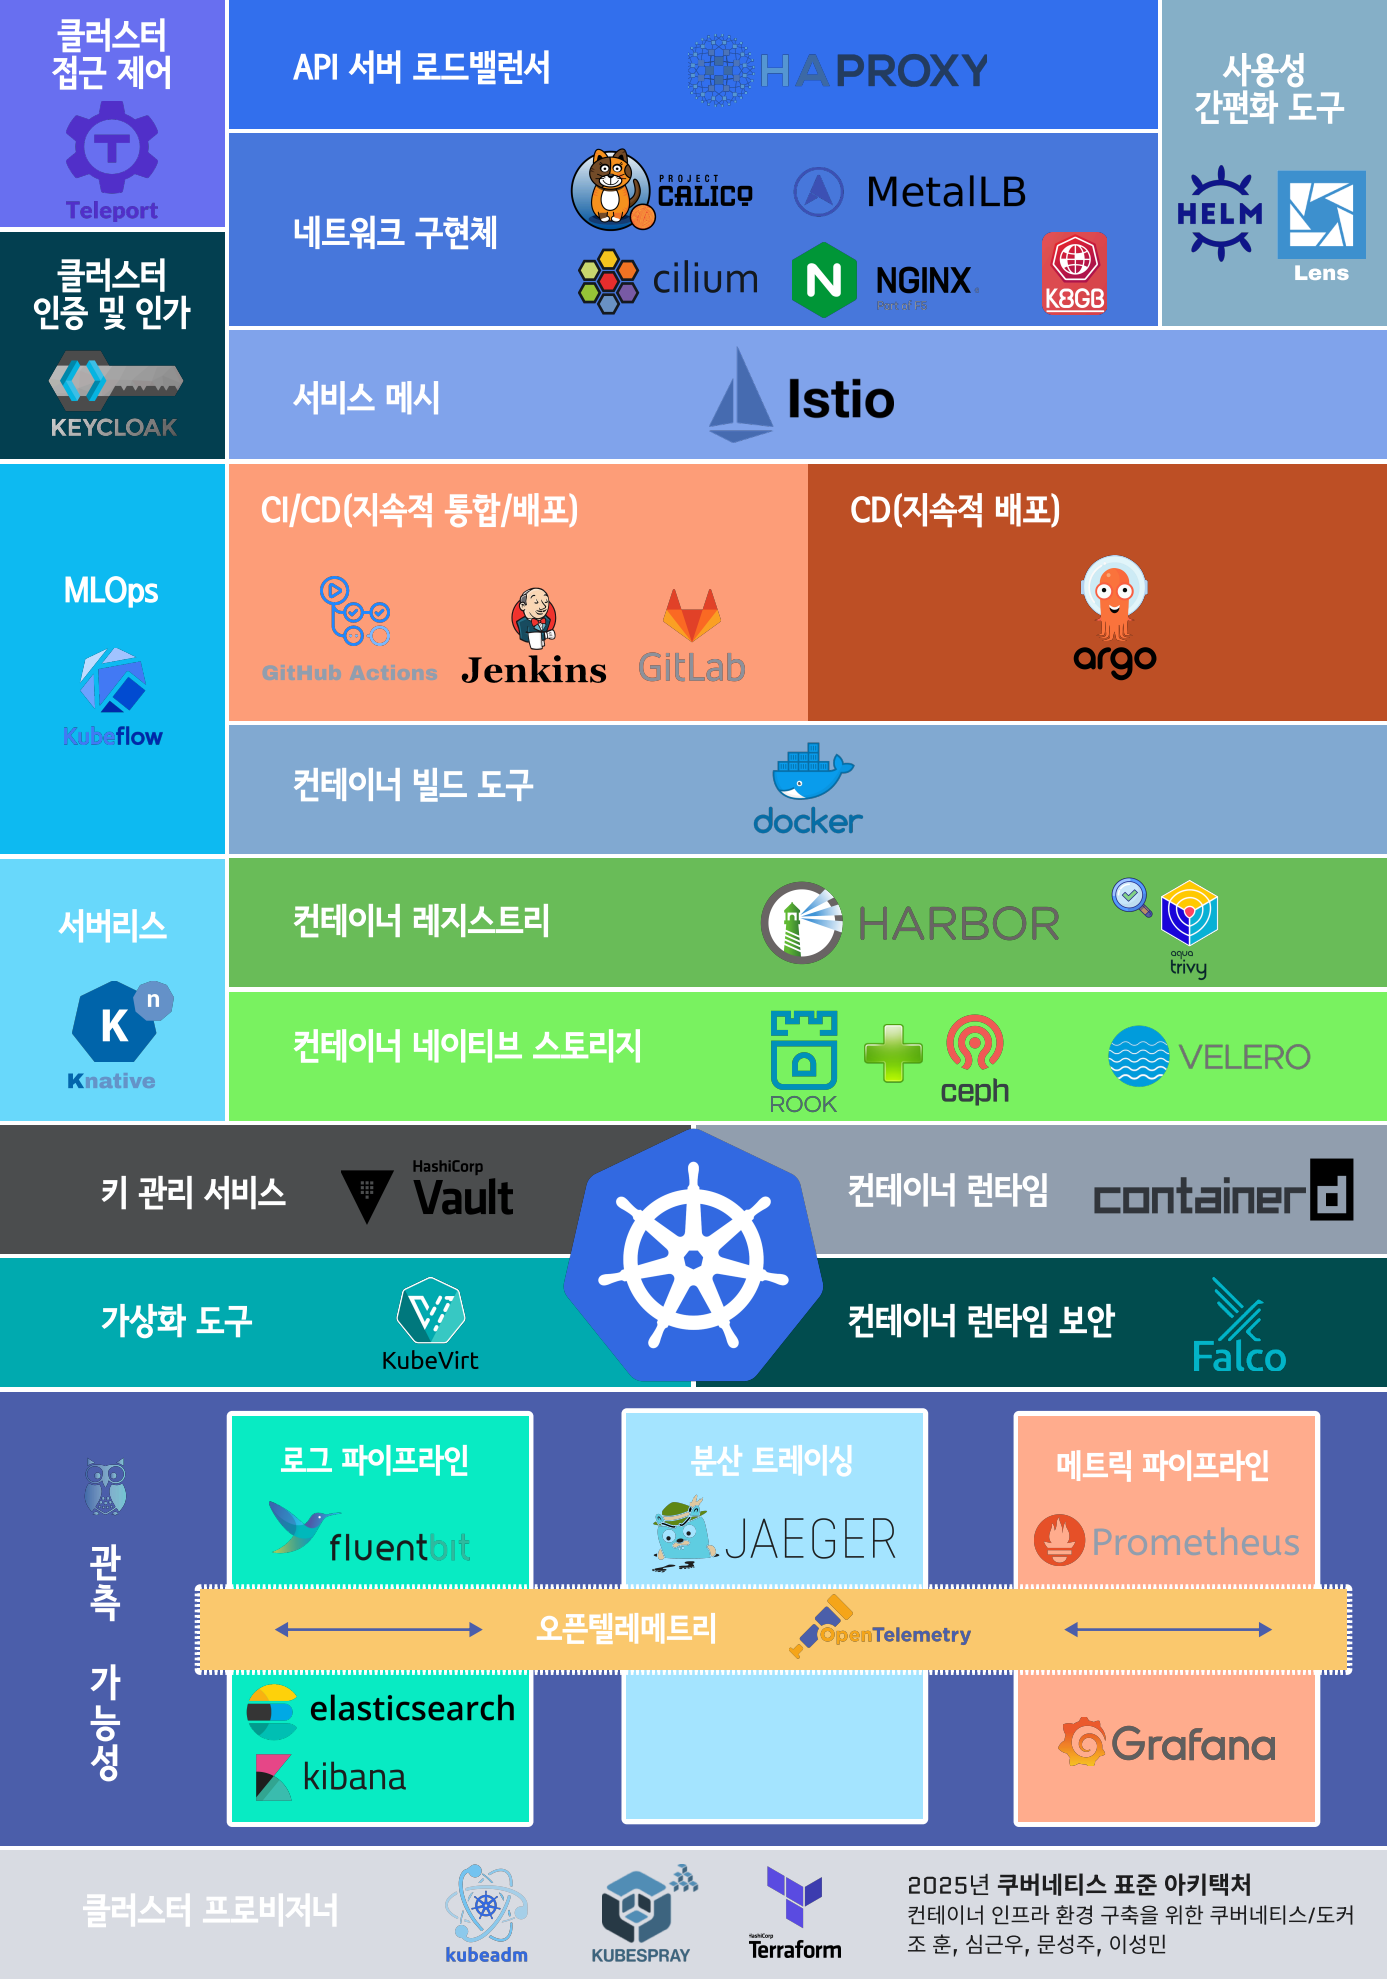 클러스터
접근 제어
Teleport
API 서버 로드밸런서
HAPROXY
사용성
간편화 도구
HELM
Lens
네트워크 구현체
PROJECT
CALICO
MetalLB
cilium
N
NGINX
Part of F5
K8GB
클러스터
인증 및 인가
KEYCLOAK
서비스 메시
Istio
MLOps
Kubeflow
CI/CD(지속적 통합/배포)
GitHub Actions
Jenkins
GitLab
CD(지속적 배포)
argo
컨테이너 빌드 도구
docker
서버리스
K
n
Knative
컨테이너 레지스트리
HARBOR
aqua
trivy
컨테이너 네이티브 스토리지
ROOK
ceph
VELERO
키 관리 서비스
HashiCorp
Vault
컨테이너 런타임
containerd
가상화 도구
KubeVirt
컨테이너 런타임 보안
Falco
관측 가능성
로그 파이프라인
fluentbit
분산 트레이싱
JAEGER
메트릭 파이프라인
Prometheus
오픈텔레메트리
OpenTelemetry
elasticsearch
kibana
Grafana
클러스터 프로비저너
kubeadm
KUBESPRAY
HashiCorp
Terraform
2025년 쿠버네티스 표준 아키택처
컨테이너 인프라 환경 구축을 위한 쿠버네티스/도커
조 훈, 심근우, 문성주, 이성민